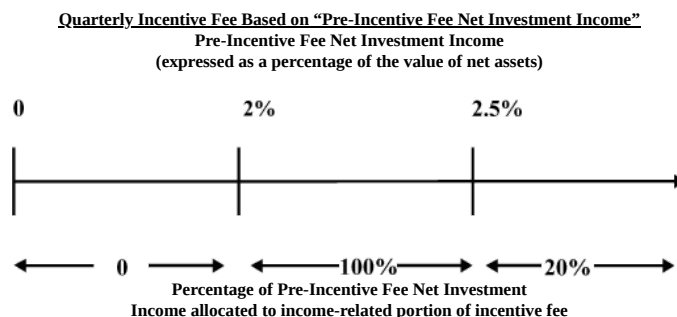 Quarterly Incentive Fee Based on “Pre-Incentive Fee Net Investment Income”
Pre-Incentive Fee Net Investment Income
(expressed as a percentage of the value of net assets)
0 2% 2.5%
0 100% 20%
Percentage of Pre-Incentive Fee Net Investment
Income allocated to income-related portion of incentive fee